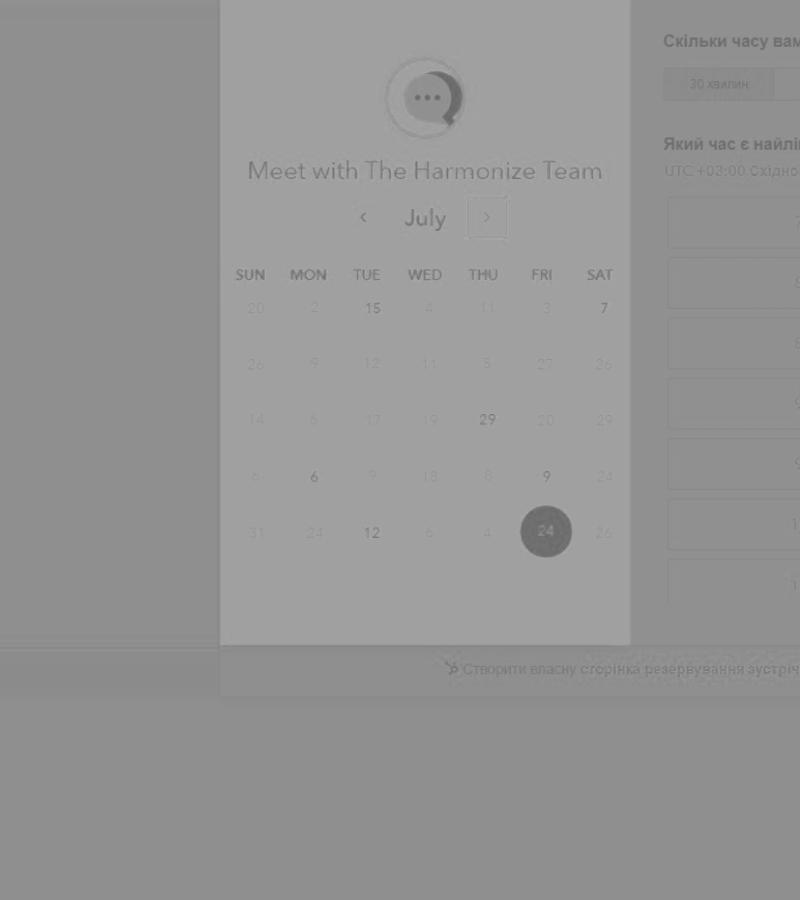 Meet with The Harmonize Team
July
SUN MON TUE WED THU FRI SAT
20 2 15 4 11 3 7
26 9 12 11 5 27 26
14 6 17 19 29 20 29
6 6 9 18 8 9 24
31 24 12 6 4 24 26
Скільки часу вам
30 хвилин
Який час є найлі
UTC +03:00 Східно
Створити власну сторінка резервування зустріч